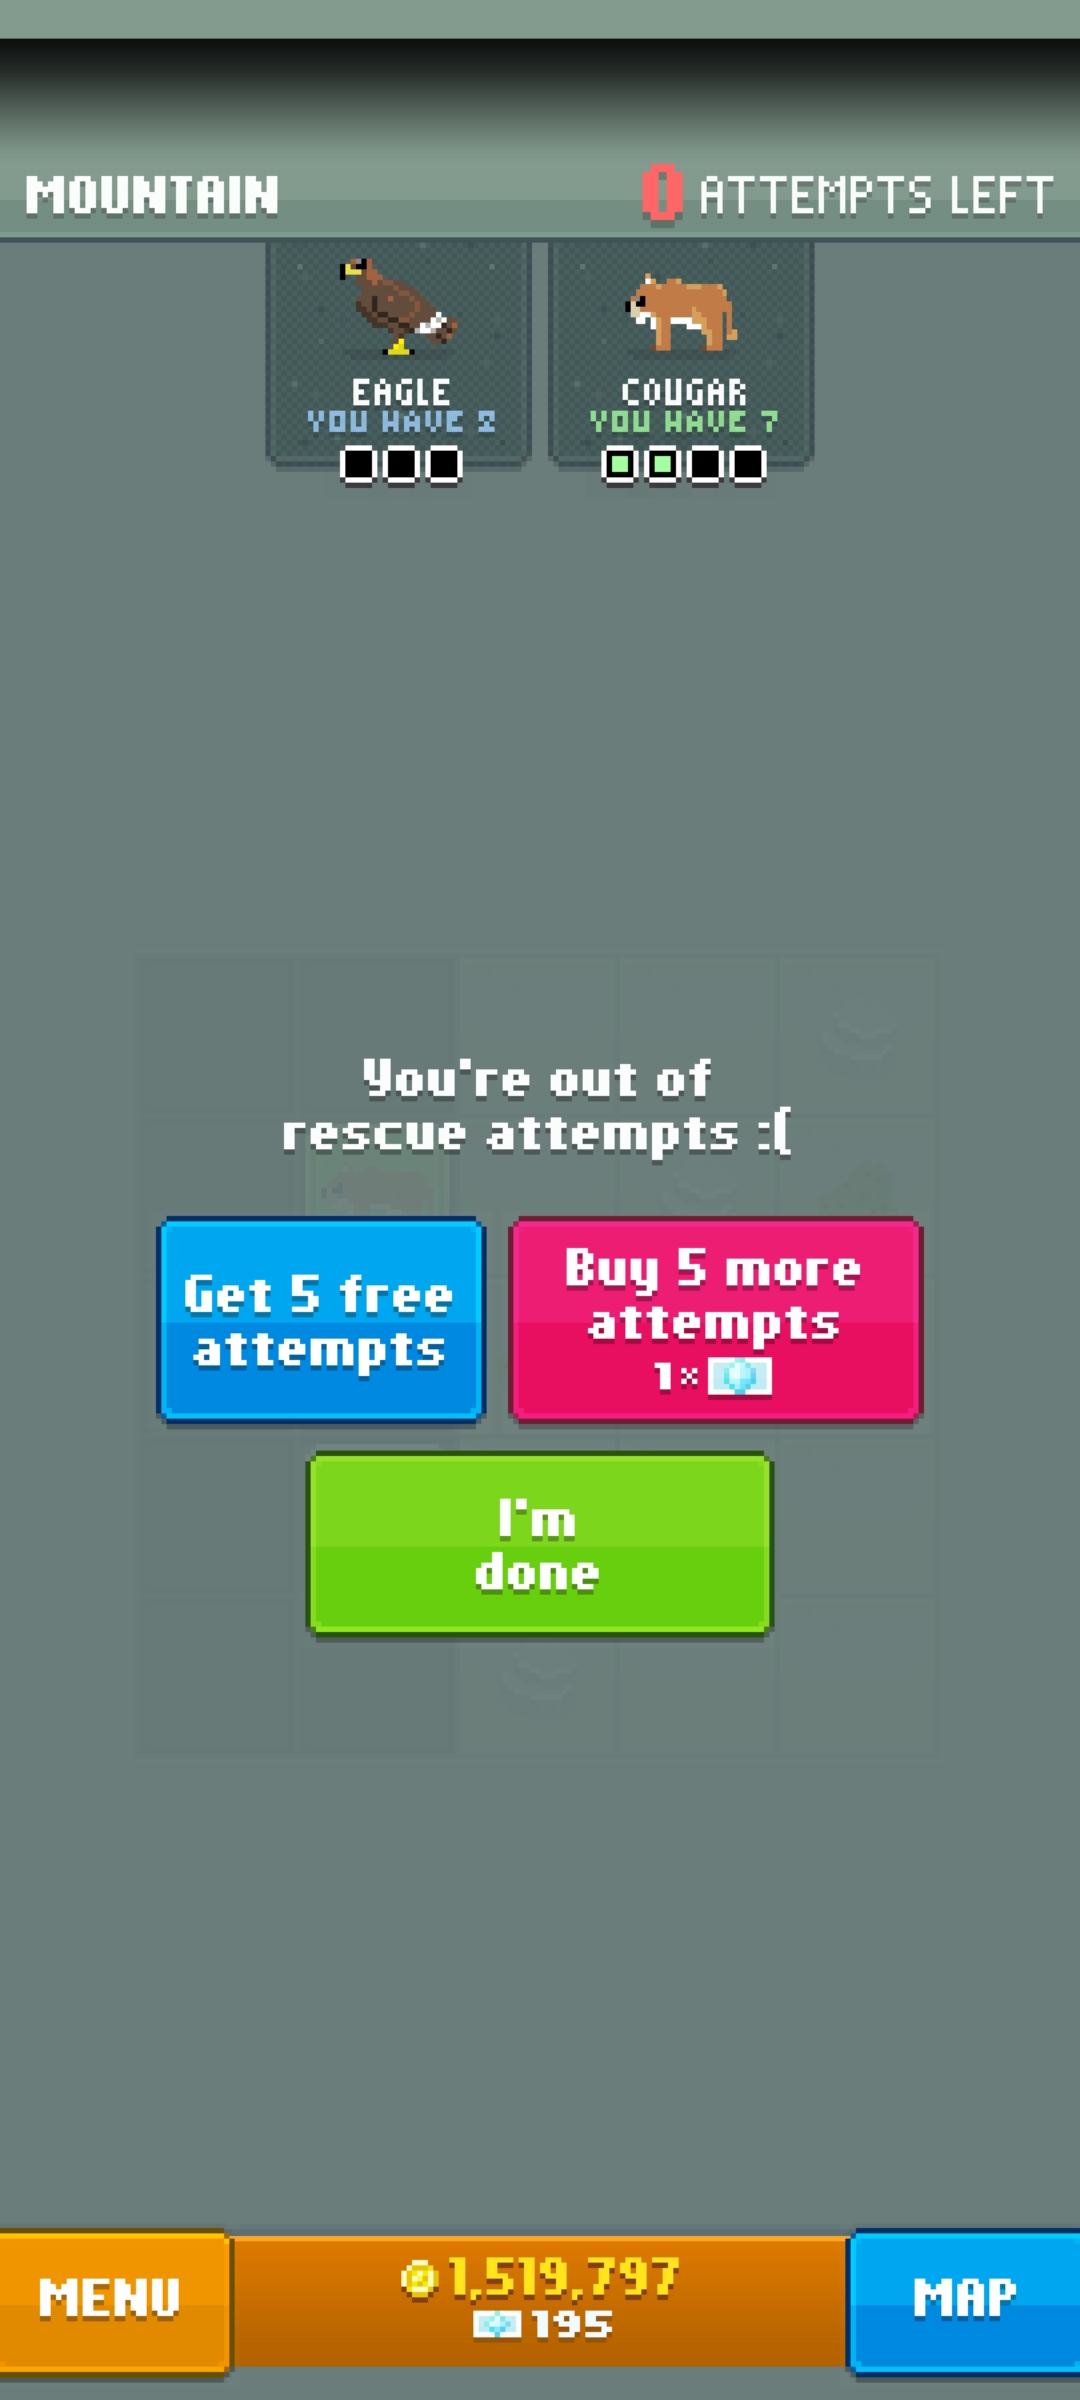 MOUNTAIN
0 ATTEMPTS LEFT
EAGLE
YOU HAVE 2
COUGAR
YOU HAVE 7
You're out of
rescue attempts :(
Get 5 free
attempts
Buy 5 more
attempts
1×
I'm
done
MENU
1,519,797
195
MAP